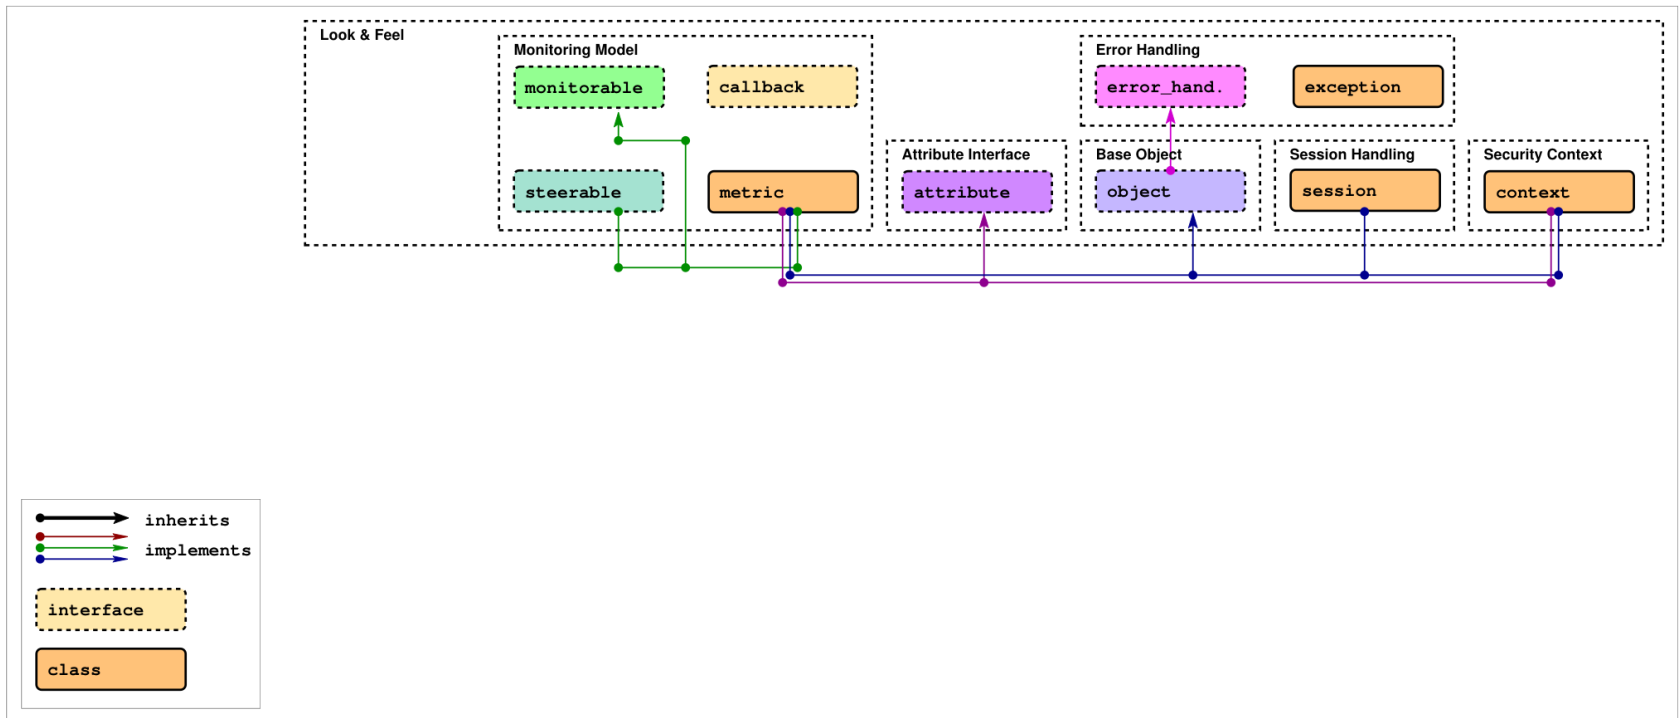 Look & Feel
Monitoring Model
Error Handling
monitorable
callback
error_hand.
exception
Attribute Interface
Base Object
Session Handling
Security Context
steerable
metric
attribute
object
session
context
inherits
implements
interface
class